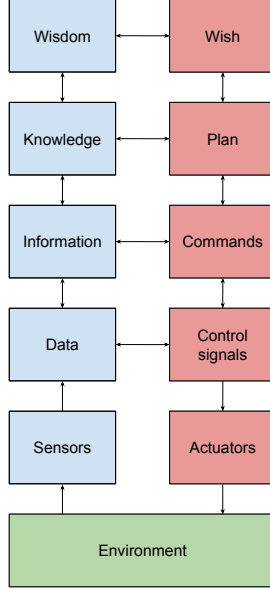 Wisdom
Wish
Knowledge
Plan
Information
Commands
Data
Control
signals
Sensors
Actuators
Environment